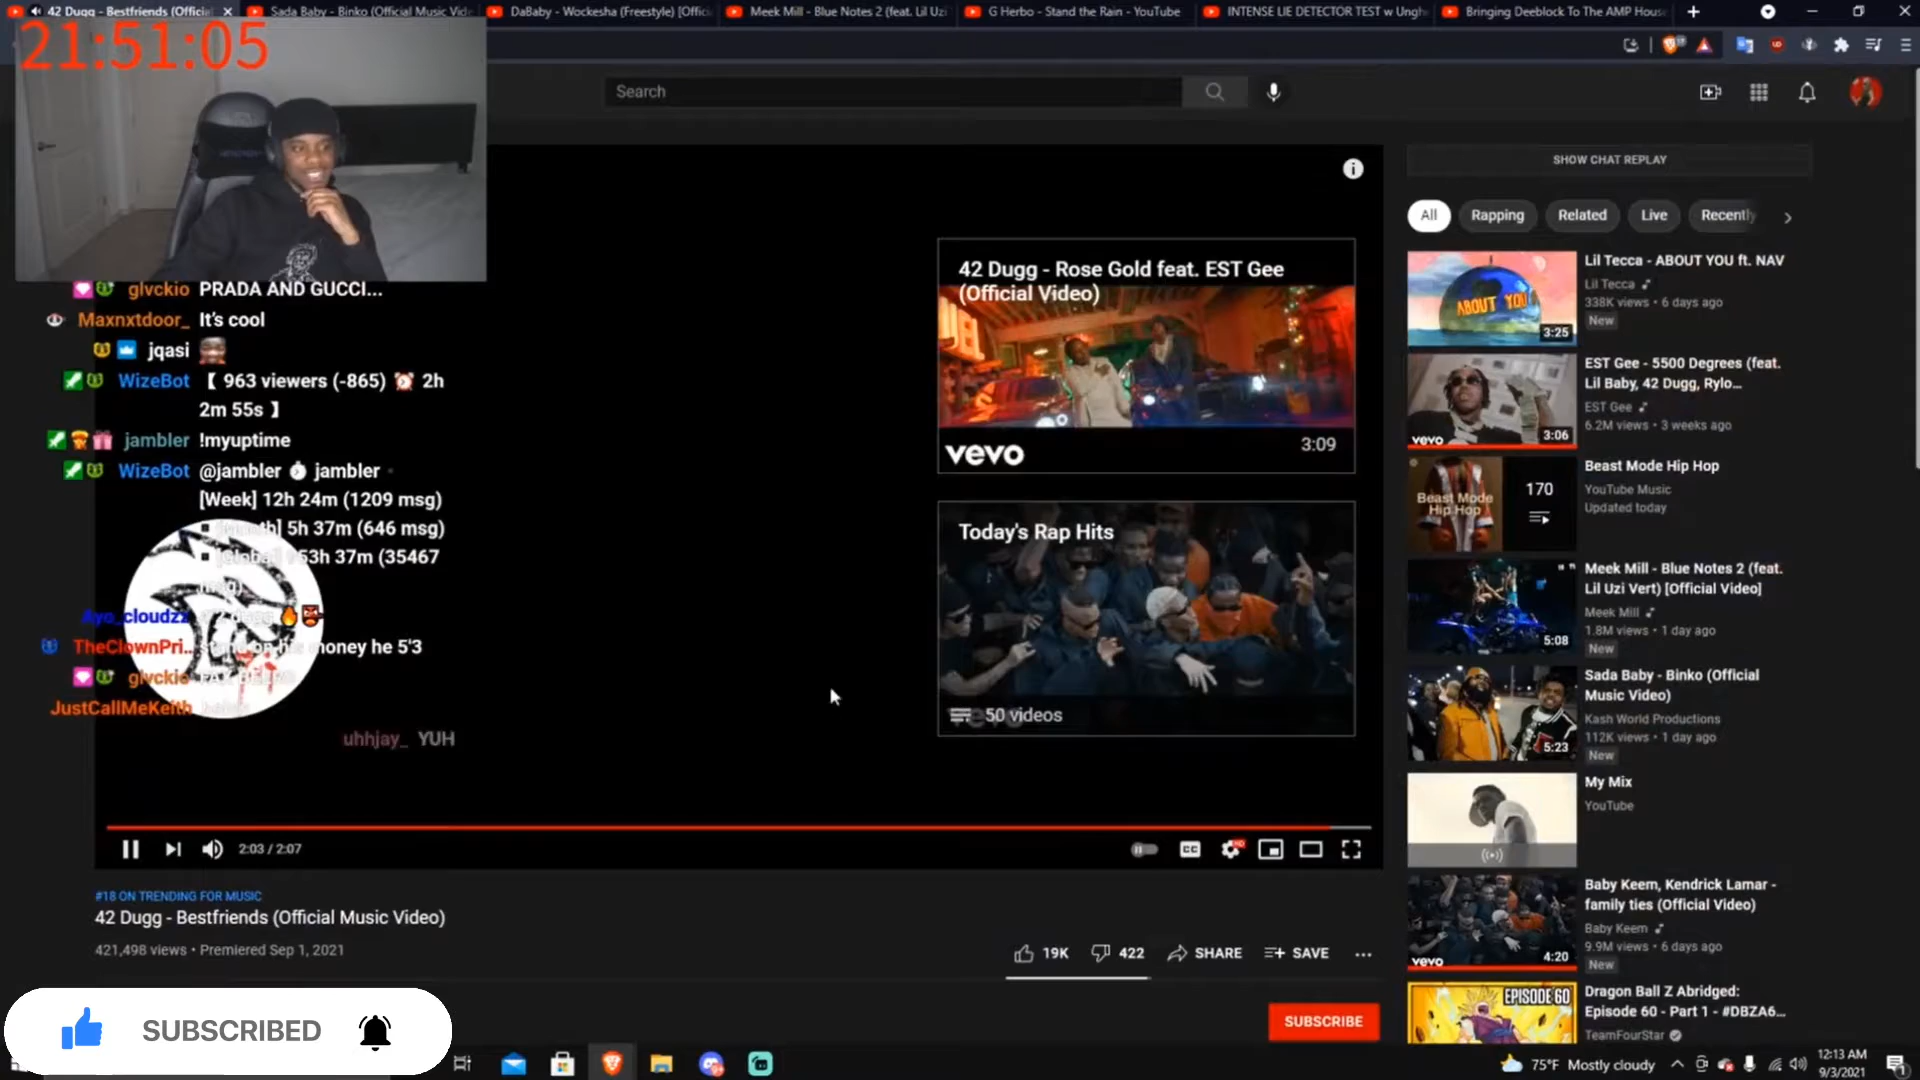 42 Dugg - Bestfriends (Offici
Sada Baby - Binko (Official Music Vid
DaBaby - Wockesha (Freestyle) [Offic
Meek Mill - Blue Notes 2 (feat. Lil Uzi
G Herbo - Stand the Rain - YouTube
INTENSE LIE DETECTOR TEST w Ungh
Bringing Deeblock To The AMP House
21:51:05
Search
SHOW CHAT REPLAY
All
Rapping
Related
Live
Recently
glvckio PRADA AND GUCCI...
Maxnxtdoor_ It's cool
jqasi
WizeBot 【 963 viewers (-865) 2h
2m 55s 】
jambler !myuptime
WizeBot @jambler jambler
[Week] 12h 24m (1209 msg)
5h 37m (646 msg)
53h 37m (35467
Ayo_cloudzz
TheClownPri... stand on his money he 5'3
glvckio
JustCallMeKeith
uhhjay_ YUH
42 Dugg - Rose Gold feat. EST Gee
(Official Video)
vevo
3:09
Today's Rap Hits
50 videos
2:03 / 2:07
CC
HD
#18 ON TRENDING FOR MUSIC
42 Dugg - Bestfriends (Official Music Video)
421,498 views • Premiered Sep 1, 2021
19K
422
SHARE
SAVE
SUBSCRIBED
SUBSCRIBE
ABOUT YOU
3:25
Lil Tecca - ABOUT YOU ft. NAV
Lil Tecca
338K views • 6 days ago
New
vevo
3:06
EST Gee - 5500 Degrees (feat.
Lil Baby, 42 Dugg, Rylo...
EST Gee
6.2M views • 3 weeks ago
Beast Mode
Hip Hop
170
Beast Mode Hip Hop
YouTube Music
Updated today
5:08
Meek Mill - Blue Notes 2 (feat.
Lil Uzi Vert) [Official Video]
Meek Mill
1.8M views • 1 day ago
New
5:23
Sada Baby - Binko (Official
Music Video)
Kash World Productions
112K views • 1 day ago
New
My Mix
YouTube
vevo
4:20
Baby Keem, Kendrick Lamar -
family ties (Official Video)
Baby Keem
9.9M views • 6 days ago
New
EPISODE 60
Dragon Ball Z Abridged:
Episode 60 - Part 1 - #DBZA6...
TeamFourStar
75°F Mostly cloudy
12:13 AM
9/3/2021